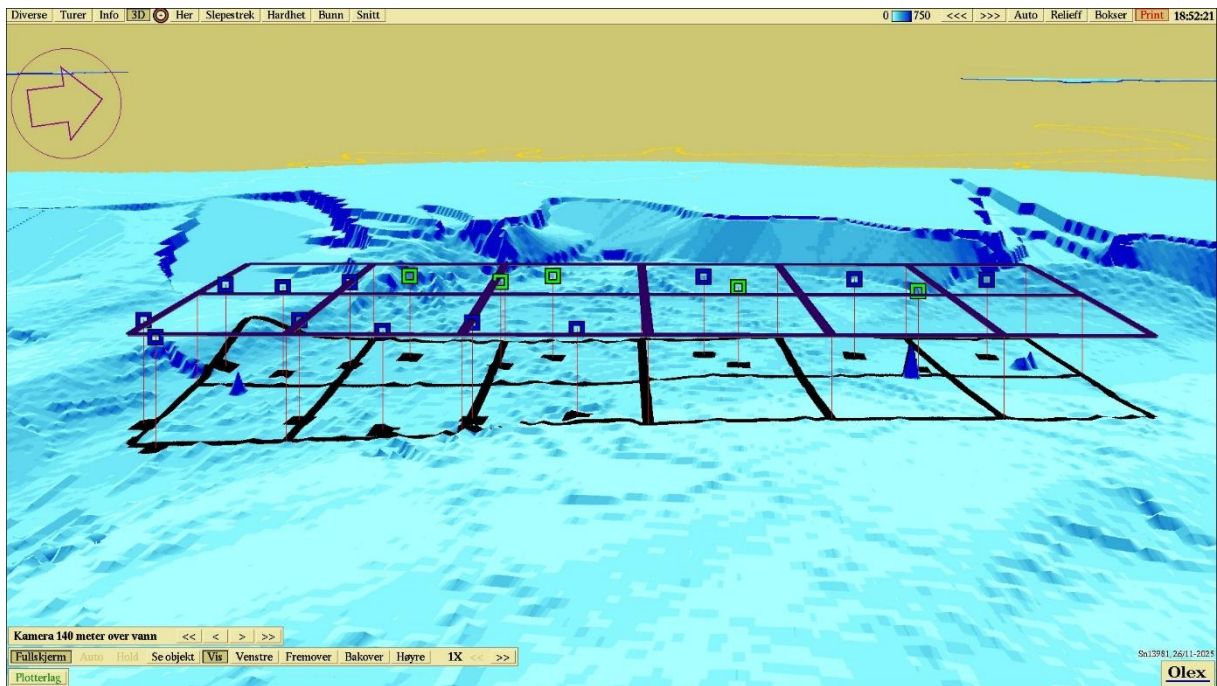 Diverse Turer Info 3D Her Slepestrek Hardhet Bunn Snitt 0 750 <<< >>> Auto Relieff Bokser Print 18:52:21
Kamera 140 meter over vann << < > >>
Fullskjerm Auto Hold Se objekt Vis Venstre Fremover Bakover Høyre 1X << >>
Sn13981, 26/11-2025
Plotterlag
Olex